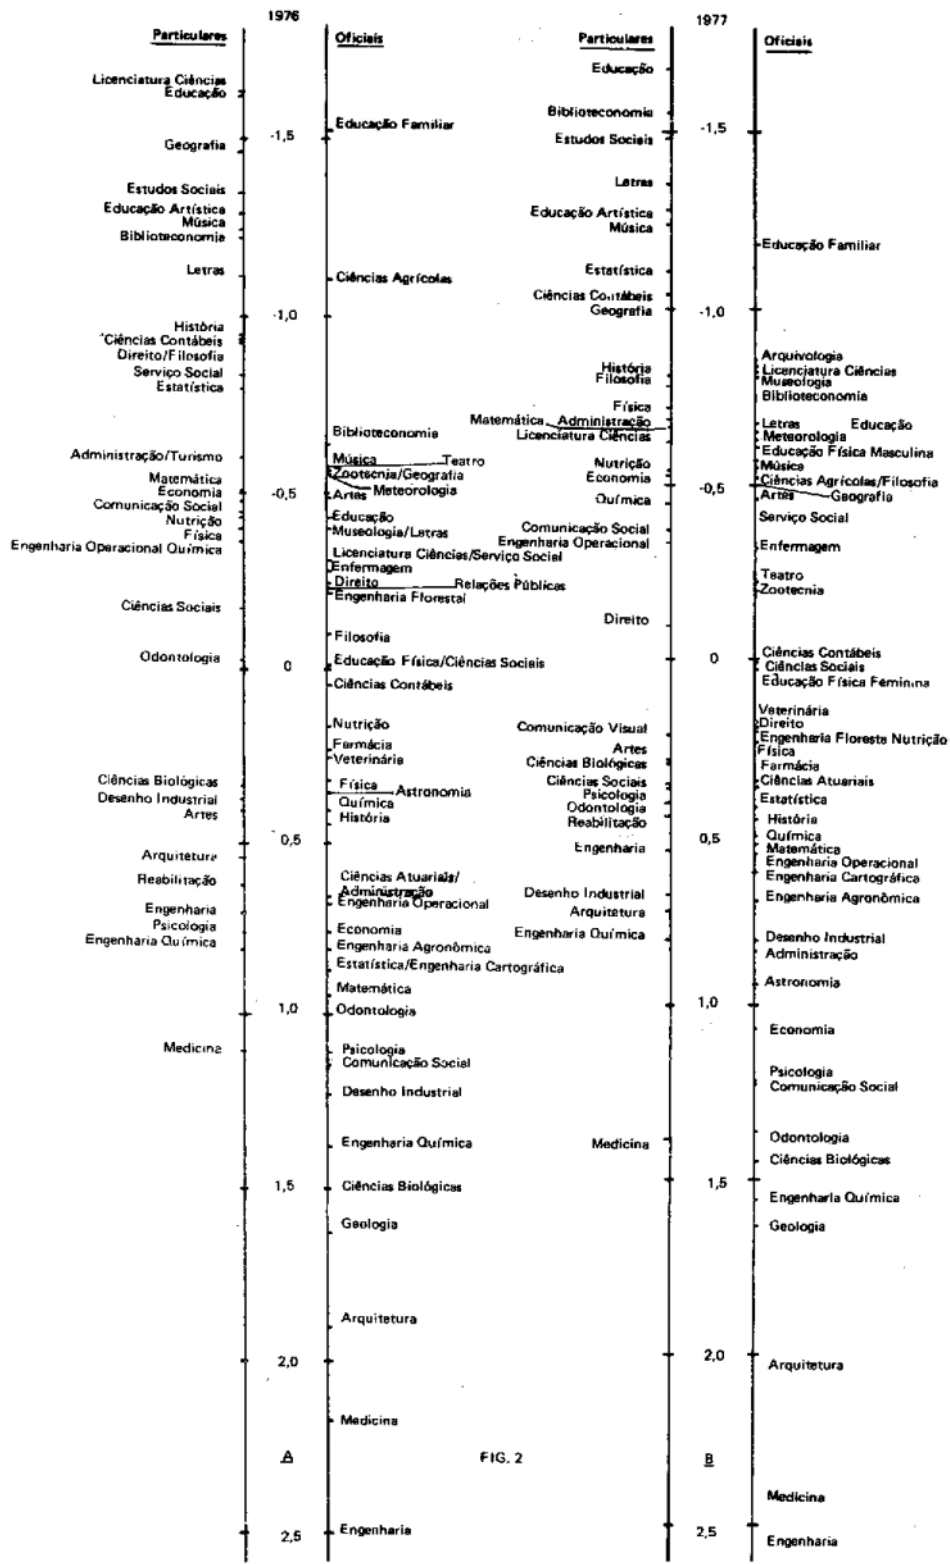 1976
Particulares
Oficiais
Licenciatura Ciências
Educação
Educação Familiar
-1,5
Geografia
Estudos Sociais
Educação Artística
Música
Biblioteconomia
Letras
Ciências Agrícolas
-1,0
História
Ciências Contábeis
Direito/Filosofia
Serviço Social
Estatística
Biblioteconomia
Administração/Turismo
Música Teatro
Zootecnia/Geografia
Matemática
Meteorologia
Economia
-0,5
Artes
Comunicação Social
Nutrição
Educação
Física
Museologia/Letras
Engenharia Operacional Química
Licenciatura Ciências/Serviço Social
Enfermagem
Direito Relações Públicas
Engenharia Florestal
Ciências Sociais
Filosofia
Odontologia
0
Educação Física/Ciências Sociais
Ciências Contábeis
Nutrição
Farmácia
Veterinária
Ciências Biológicas
Física Astronomia
Desenho Industrial
Química
Artes
História
0,5
Arquitetura
Reabilitação
Ciências Atuariais/
Administração
Engenharia Operacional
Engenharia
Psicologia
Economia
Engenharia Química
Engenharia Agronômica
Estatística/Engenharia Cartográfica
Matemática
1,0
Odontologia
Medicina
Psicologia
Comunicação Social
Desenho Industrial
Engenharia Química
1,5
Ciências Biológicas
Geologia
Arquitetura
2,0
Medicina
A
2,5
Engenharia
FIG. 2
1977
Particulares
Oficiais
Educação
Biblioteconomia
-1,5
Estudos Sociais
Letras
Educação Artística
Música
Educação Familiar
Estatística
Ciências Contábeis
Geografia
-1,0
Arquivologia
História
Licenciatura Ciências
Filosofia
Museologia
Biblioteconomia
Física
Matemática Administração
Letras Educação
Licenciatura Ciências
Meteorologia
Educação Física Masculina
Nutrição
Música
Economia
Ciências Agrícolas/Filosofia
-0,5
Química
Artes Geografia
Serviço Social
Comunicação Social
Engenharia Operacional
Enfermagem
Teatro
Zootecnia
Direito
Ciências Contábeis
0
Ciências Sociais
Educação Física Feminina
Veterinária
Comunicação Visual
Direito
Engenharia Floresta Nutrição
Artes
Física
Ciências Biológicas
Farmácia
Ciências Sociais
Ciências Atuariais
Psicologia
Estatística
Odontologia
Reabilitação
História
0,5
Química
Engenharia
Matemática
Engenharia Operacional
Engenharia Cartográfica
Desenho Industrial
Engenharia Agronômica
Arquitetura
Engenharia Química
Desenho Industrial
Administração
Astronomia
1,0
Economia
Psicologia
Comunicação Social
Medicina
Odontologia
Ciências Biológicas
1,5
Engenharia Química
Geologia
2,0
Arquitetura
B
Medicina
2,5
Engenharia